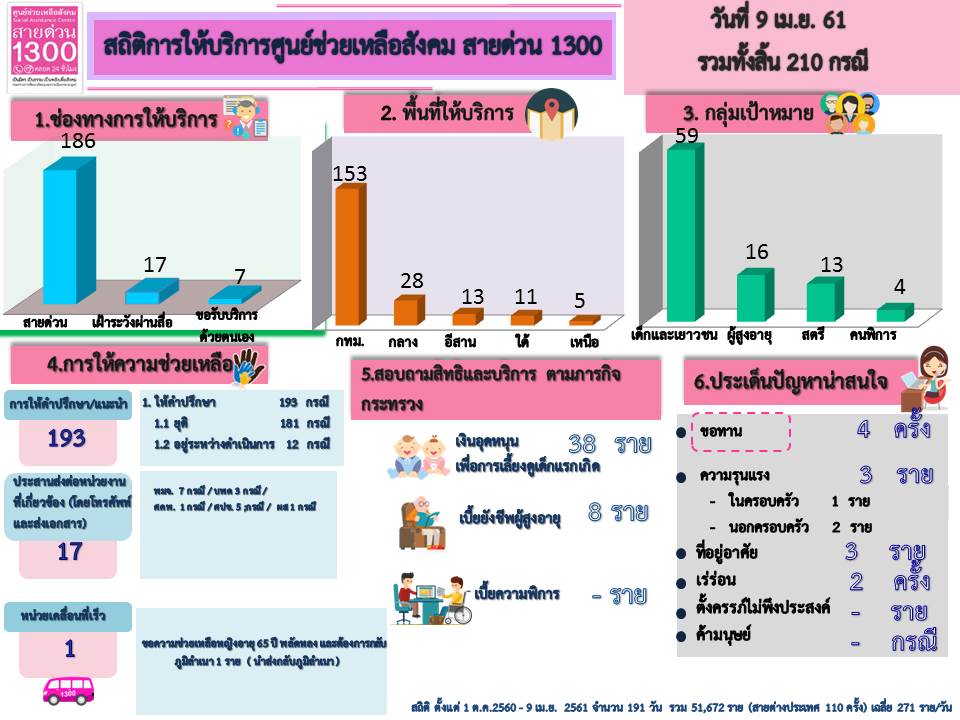 ศูนย์ช่วยเหลือสังคม
Social Assistance Centre
สายด่วน
1300
ตลอด 24 ชั่วโมง
สถิติการให้บริการศูนย์ช่วยเหลือสังคม สายด่วน 1300
วันที่ 9 เม.ย. 61
รวมทั้งสิ้น 210 กรณี
1.ช่องทางการให้บริการ
186
17
7
สายด่วน
เฝ้าระวังผ่านสื่อ
ขอรับบริการ
ด้วยตนเอง
2. พื้นที่ให้บริการ
153
28
13
11
5
กทม.
กลาง
อีสาน
ใต้
เหนือ
3. กลุ่มเป้าหมาย
59
16
13
4
เด็กและเยาวชน
ผู้สูงอายุ
สตรี
คนพิการ
4.การให้ความช่วยเหลือ
การให้คำปรึกษา/แนะนำ
193
1. ให้คำปรึกษา 193 กรณี
1.1 ยุติ 181 กรณี
1.2 อยู่ระหว่างดำเนินการ 12 กรณี
ประสานส่งต่อหน่วยงาน
ที่เกี่ยวข้อง (โดยโทรศัพท์
และส่งเอกสาร)
17
พมจ. 7 กรณี / บพด 3 กรณี /
สคพ. 1 กรณี / สปข. 5 ;กรณี / ผส 1 กรณี
หน่วยเคลื่อนที่เร็ว
1
1300
ขอความช่วยเหลือหญิงอายุ 65 ปี พลัดหลง และต้องการกลับ
ภูมิลำเนา 1 ราย ( นำส่งกลับภูมิลำเนา )
5.สอบถามสิทธิและบริการ ตามภารกิจ
กระทรวง
เงินอุดหนุน
เพื่อการเลี้ยงดูเด็กแรกเกิด
38 ราย
เบี้ยยังชีพผู้สูงอายุ 8 ราย
เบี้ยความพิการ - ราย
6.ประเด็นปัญหาน่าสนใจ
ขอทาน 4 ครั้ง
ความรุนแรง 3 ราย
- ในครอบครัว 1 ราย
- นอกครอบครัว 2 ราย
ที่อยู่อาศัย 3 ราย
เร่ร่อน 2 ครั้ง
ตั้งครรภ์ไม่พึงประสงค์ - ราย
ค้ามนุษย์ - กรณี
สถิติ ตั้งแต่ 1 ต.ค.2560 - 9 เม.ย. 2561 จำนวน 191 วัน รวม 51,672 ราย (สายต่างประเทศ 110 ครั้ง) เฉลี่ย 271 ราย/วัน